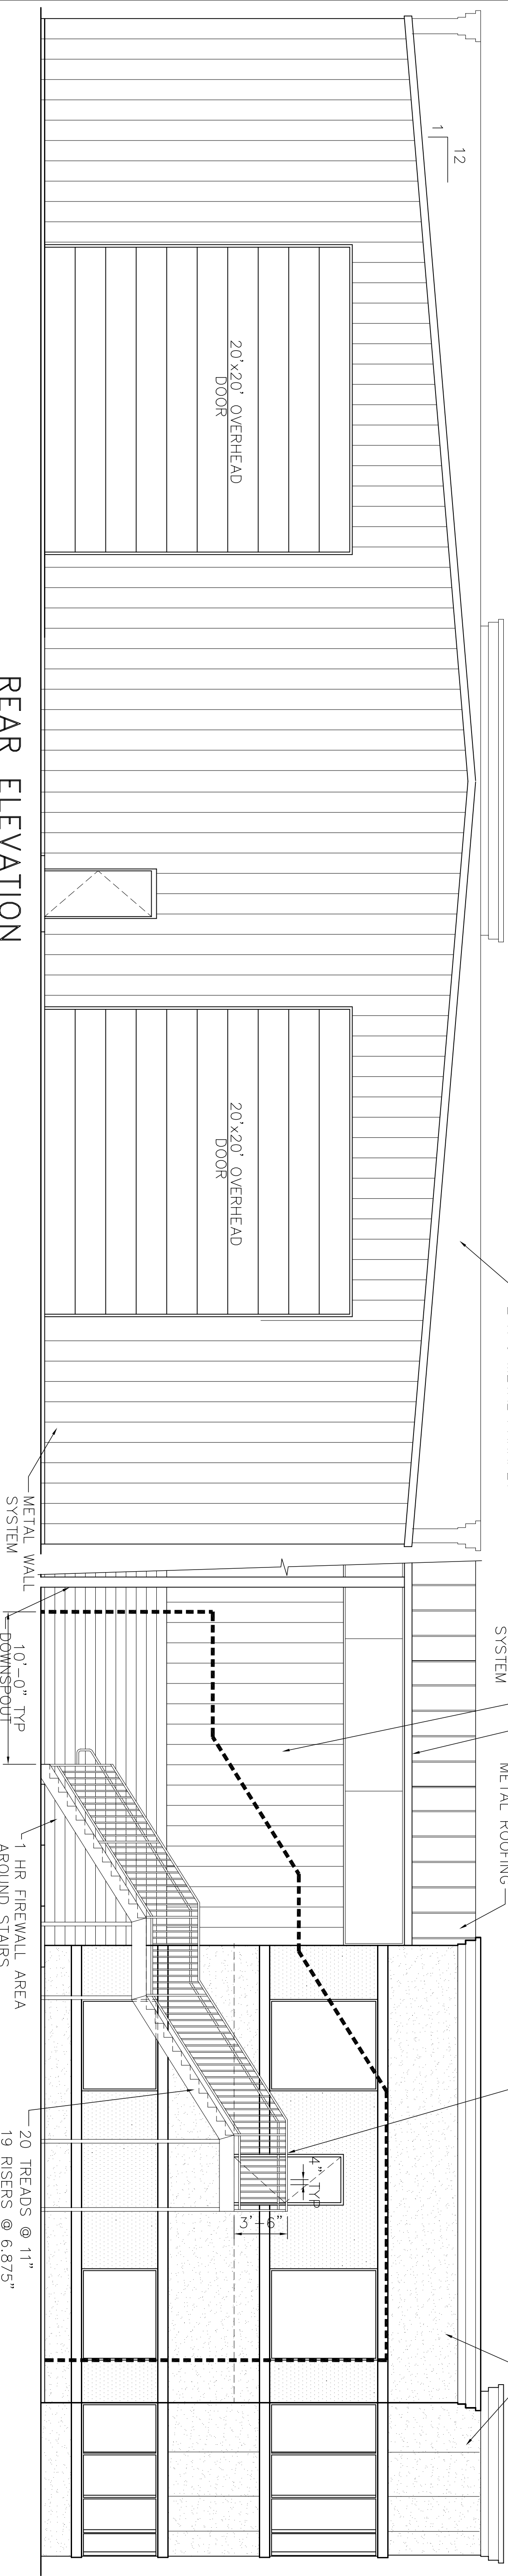 12
1
20'x20' OVERHEAD
DOOR
20'x20' OVERHEAD
DOOR
REAR ELEVATION
METAL WALL
SYSTEM
SYSTEM
METAL ROOFING
10'-0" TYP
DOWNSPOUT
1 HR FIREWALL AREA
AROUND STAIRS
4" TYP
3'-6"
20 TREADS @ 11"
19 RISERS @ 6.875"